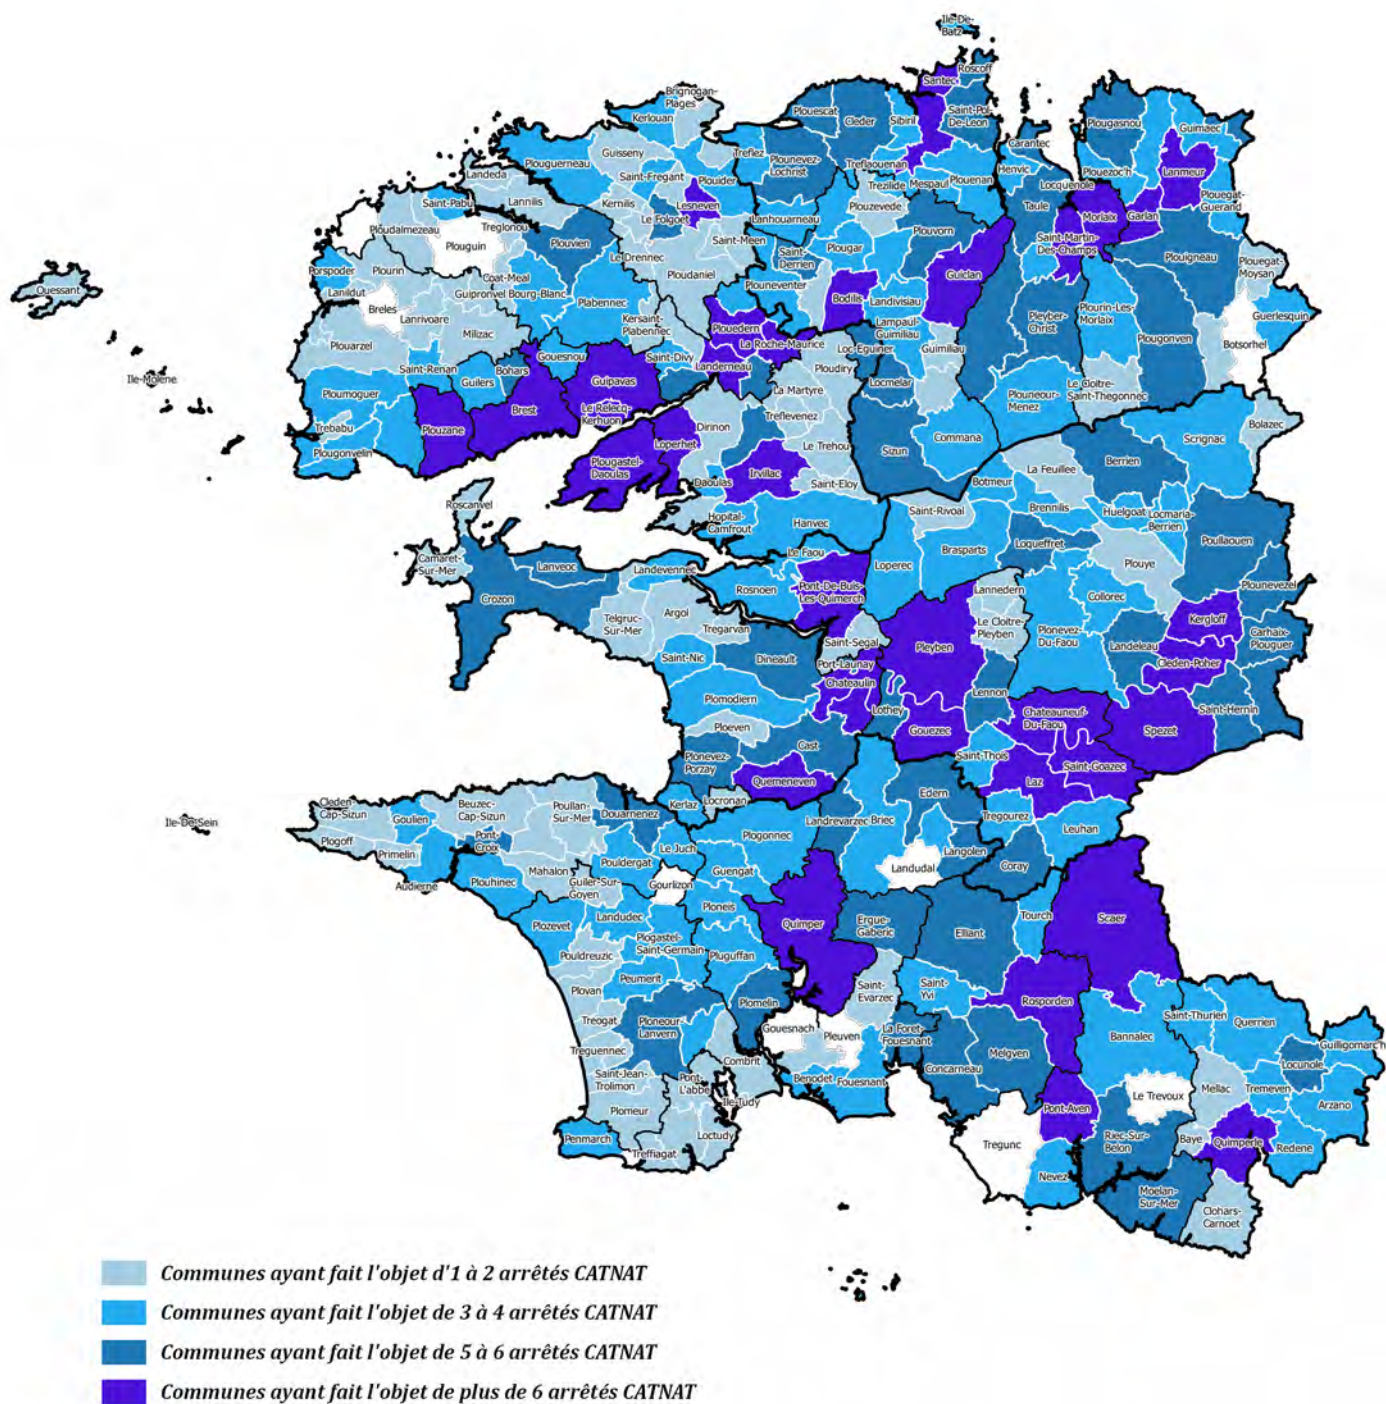 Ile-De-
Batz
Roscoff
Santec
Brignogan-
Plages
Plouescat
Cleder
Sibiril
Saint-Pol-
De-Leon
Kerlouan
Plougasnou
Guimaec
Carantec
Guisseny
Treflez
Plounevez-
Lochrist
Treflaouenan
Plouguerneau
Saint-Fregant
Plouider
Mespaul
Plouenan
Henvic
Plouezoc'h
Lanmeur
Landeda
Trezilide
Locquenole
Lannilis
Kernilis
Lesneven
Plouzevede
Taule
Plouegat-
Guerand
Saint-Pabu
Le Folgoet
Lanhouarneau
Morlaix
Garlan
Ploudalmezeau
Treglonou
Plouvorn
Saint-Martin-
Des-Champs
Plouguin
Plouvien
Saint-Meen
Plougar
Le Drennec
Saint-
Derrien
Plouigneau
Plouegat-
Moysan
Porspoder
Plourin
Coat-Meal
Ploudaniel
Guiclan
Ouessant
Lanildut
Guipronvel
Bourg-Blanc
Plabennec
Plouneventer
Bodilis
Landivisiau
Breles
Plourin-Les-
Morlaix
Guerlesquin
Lanrivoare
Kersaint-
Plabennec
Pleyber-
Christ
Milizac
Plouedern
Lampaul-
Guimiliau
Plougonven
Plouarzel
La Roche-Maurice
Loc-Eguiner
Guimiliau
Botsorhel
Gouesnou
Saint-Divy
Saint-Renan
Bohars
Landerneau
Ploudiry
Ile-Molene
Guilers
Guipavas
Locmelar
Le Cloitre-
Saint-Thegonnec
Ploumoguer
La Martyre
Plouneour-
Menez
Brest
Le Relecq-
Kerhuon
Treflevenez
Trebabu
Plouzane
Dirinon
Bolazec
Loperhet
Le Trehou
Sizun
Commana
Scrignac
Plougonvelin
Plougastel-
Daoulas
Irvillac
La Feuillee
Berrien
Daoulas
Saint-Eloy
Botmeur
Roscanvel
Saint-Rivoal
Brennilis
Huelgoat
Locmaria-
Berrien
Hopital-
Camfrout
Hanvec
Poullaouen
Loqueffret
Le Faou
Brasparts
Camaret-
Sur-Mer
Lanveoc
Landevennec
Loperec
Plouye
Rosnoen
Pont-De-Buis-
Les-Quimerch
Plounevezel
Crozon
Lannedern
Collorec
Argol
Telgruc-
Sur-Mer
Kergloff
Tregarvan
Le Cloitre-
Pleyben
Saint-Segal
Pleyben
Plonevez-
Du-Faou
Landeleau
Carhaix-
Plouguer
Saint-Nic
Dineault
Port-Launay
Cleden-Poher
Chateaulin
Lennon
Plomodiern
Lothey
Chateauneuf-
Du-Faou
Saint-Hernin
Ploeven
Gouezec
Spezet
Cast
Saint-Thois
Plonevez-
Porzay
Saint-Goazec
Quemeneven
Laz
Edern
Cleden-
Cap-Sizun
Beuzec-
Cap-Sizun
Poullan-
Sur-Mer
Kerlaz
Locronan
Ile-De-Sein
Goulien
Douarnenez
Landrevarzec
Briec
Tregourez
Plogoff
Pont-
Croix
Plogonnec
Leuhan
Primelin
Le Juch
Langolen
Pouldergat
Mahalon
Guengat
Landudal
Coray
Audierne
Plouhinec
Guiler-Sur-
Goyen
Gourlizon
Ploneis
Plozevet
Landudec
Quimper
Ergue-
Gaberic
Elliant
Tourch
Scaer
Plogastel-
Saint-Germain
Pouldreuzic
Pluguffan
Peumerit
Saint-
Evarzec
Saint-
Yvi
Plovan
Plomelin
Rosporden
Saint-Thurien
Treogat
Ploneour-
Lanvern
Querrien
Gouesnach
Pleuven
La Foret-
Fouesnant
Bannalec
Treguennec
Melgven
Guilligomarc'h
Combrit
Locunole
Saint-Jean-
Trolimon
Pont-
L'abbe
Benodet
Fouesnant
Concarneau
Mellac
Tremeven
Ile-Tudy
Le Trevoux
Plomeur
Pont-Aven
Arzano
Penmarch
Loctudy
Riec-Sur-
Belon
Baye
Quimperle
Treffiagat
Tregunc
Redene
Nevez
Moelan-
Sur-Mer
Clohars-
Carnoet
Communes ayant fait l'objet d'1 à 2 arrêtés CATNAT
Communes ayant fait l'objet de 3 à 4 arrêtés CATNAT
Communes ayant fait l'objet de 5 à 6 arrêtés CATNAT
Communes ayant fait l'objet de plus de 6 arrêtés CATNAT